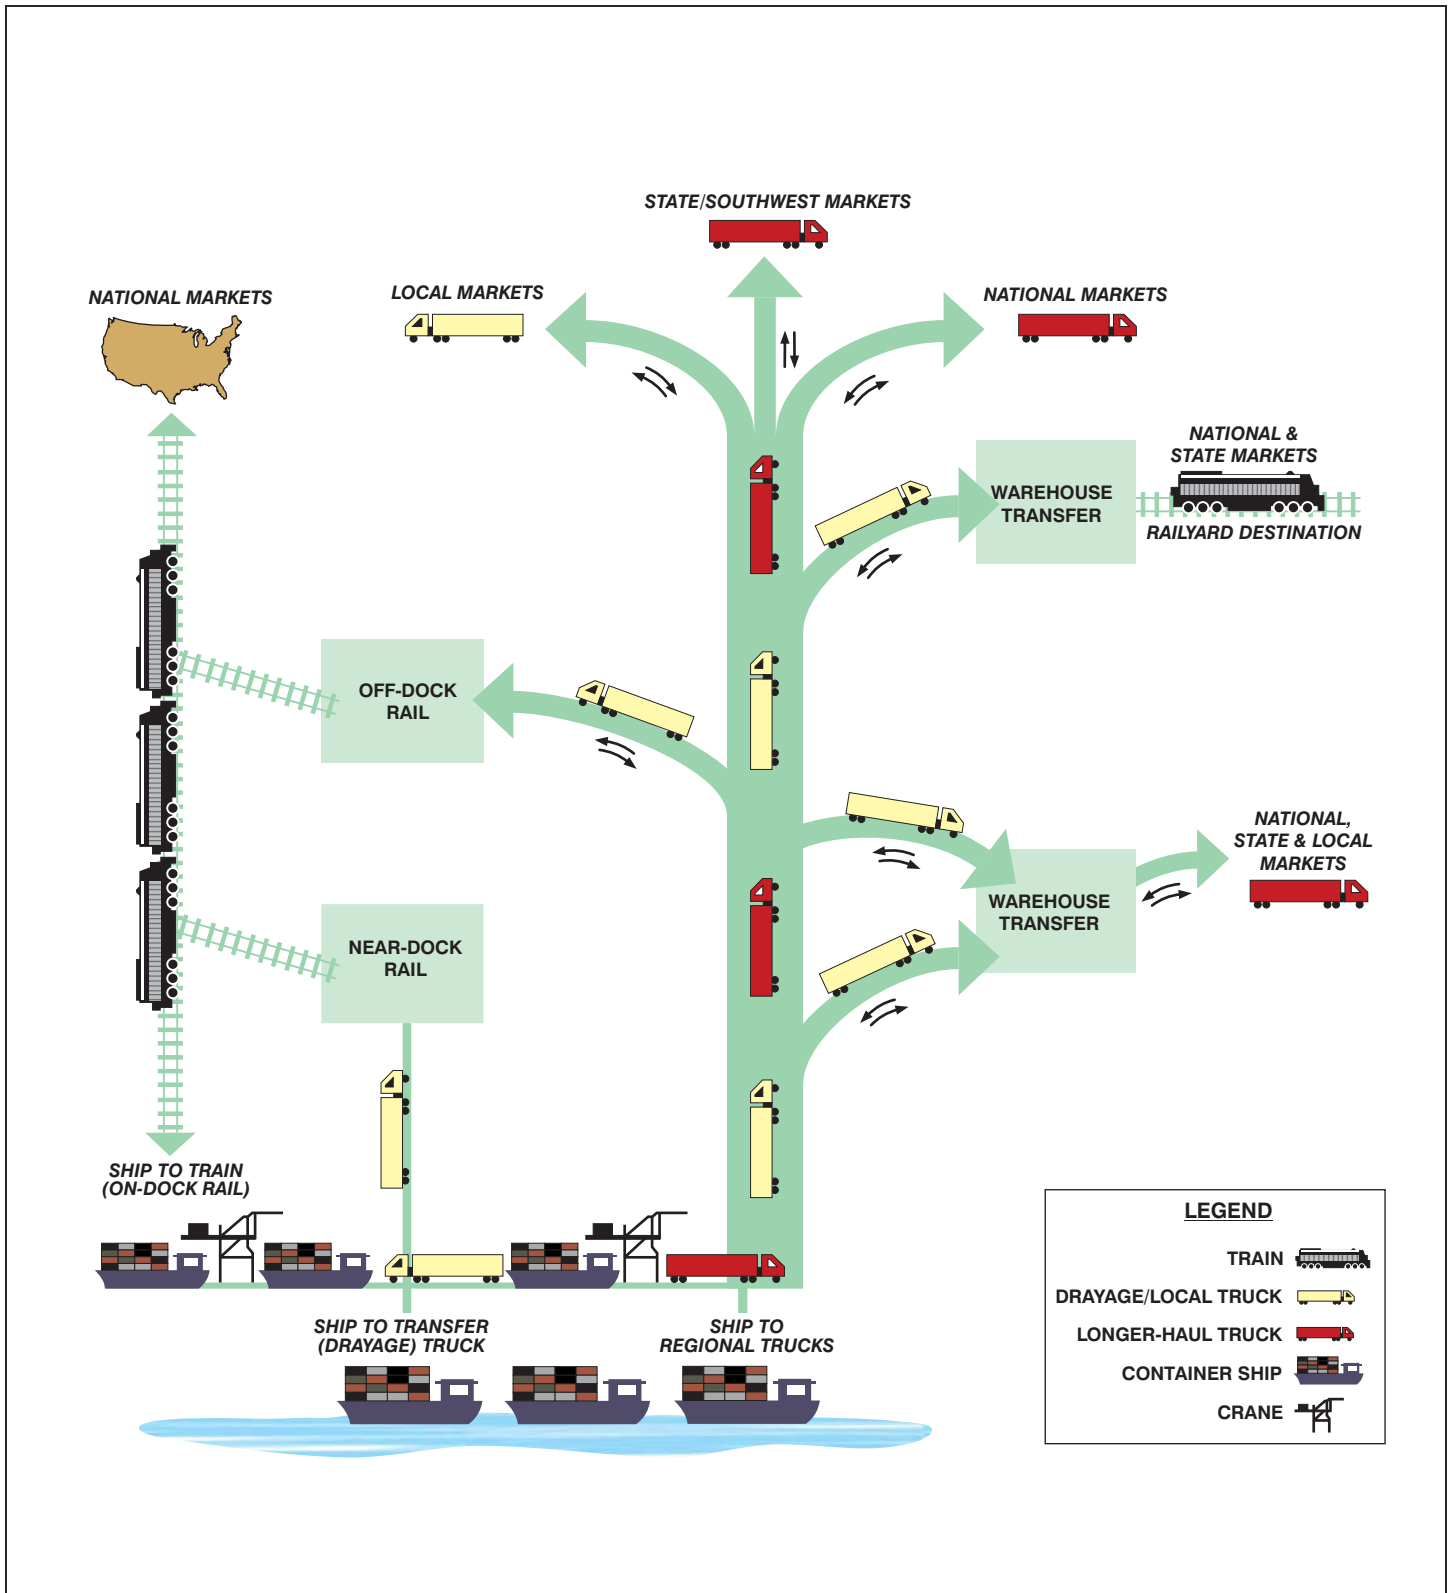 STATE/SOUTHWEST MARKETS
NATIONAL MARKETS
LOCAL MARKETS
NATIONAL MARKETS
NATIONAL &
STATE MARKETS
WAREHOUSE
TRANSFER
RAILYARD DESTINATION
OFF-DOCK
RAIL
NATIONAL,
STATE & LOCAL
MARKETS
WAREHOUSE
TRANSFER
NEAR-DOCK
RAIL
SHIP TO TRAIN
(ON-DOCK RAIL)
SHIP TO TRANSFER
(DRAYAGE) TRUCK
SHIP TO
REGIONAL TRUCKS
LEGEND
TRAIN
DRAYAGE/LOCAL TRUCK
LONGER-HAUL TRUCK
CONTAINER SHIP
CRANE